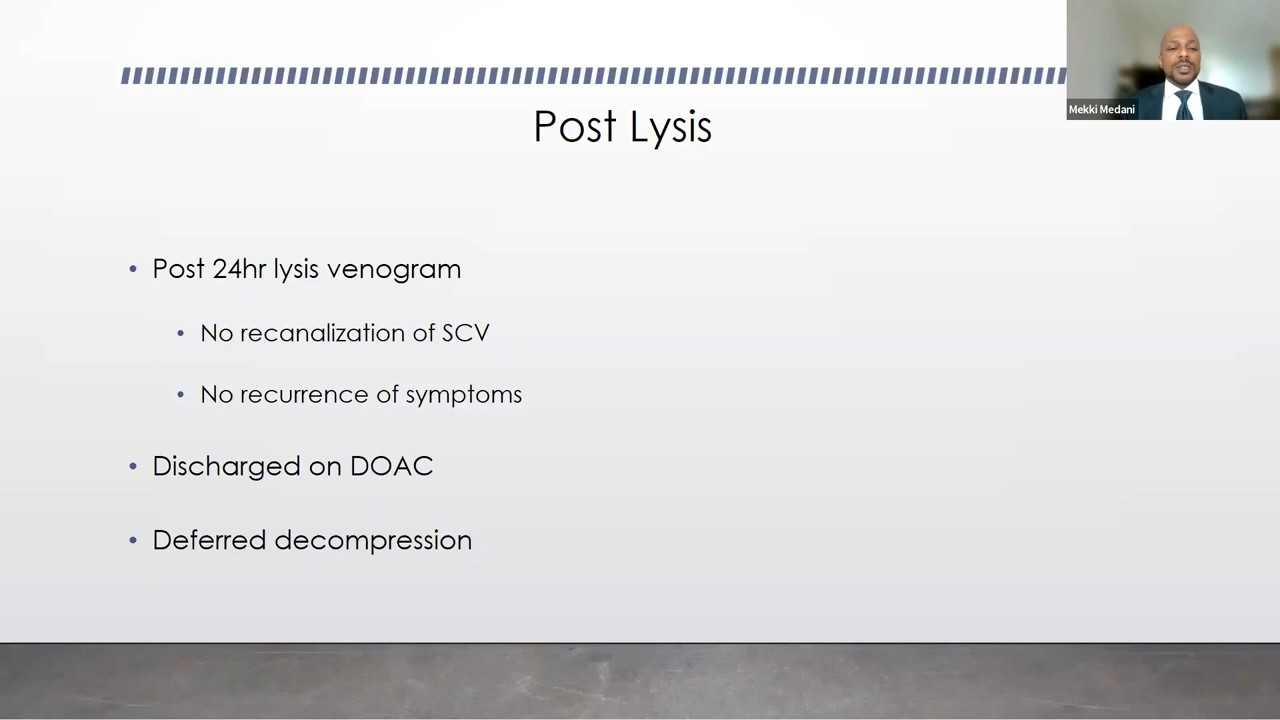 Mekki Medani
Post Lysis
• Post 24hr lysis venogram
• No recanalization of SCV
• No recurrence of symptoms
• Discharged on DOAC
• Deferred decompression